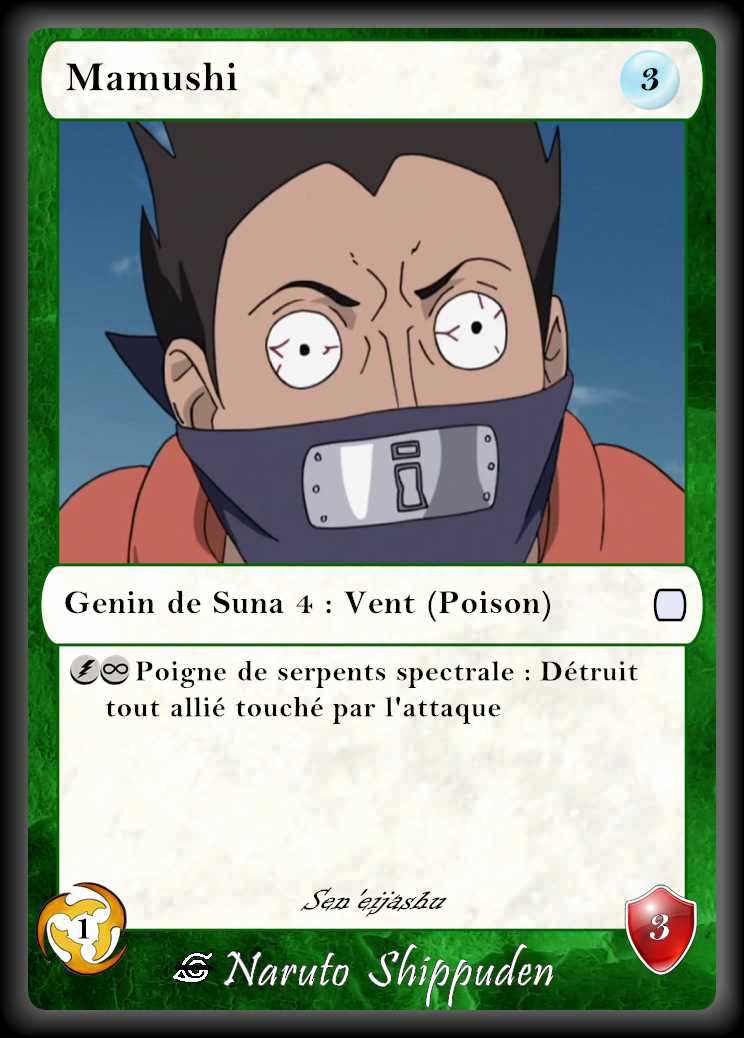 Mamushi 3
Genin de Suna 4 : Vent (Poison)
Poigne de serpents spectrale : Détruit
tout allié touché par l'attaque
Sen'eijashu
1 3
Naruto Shippuden